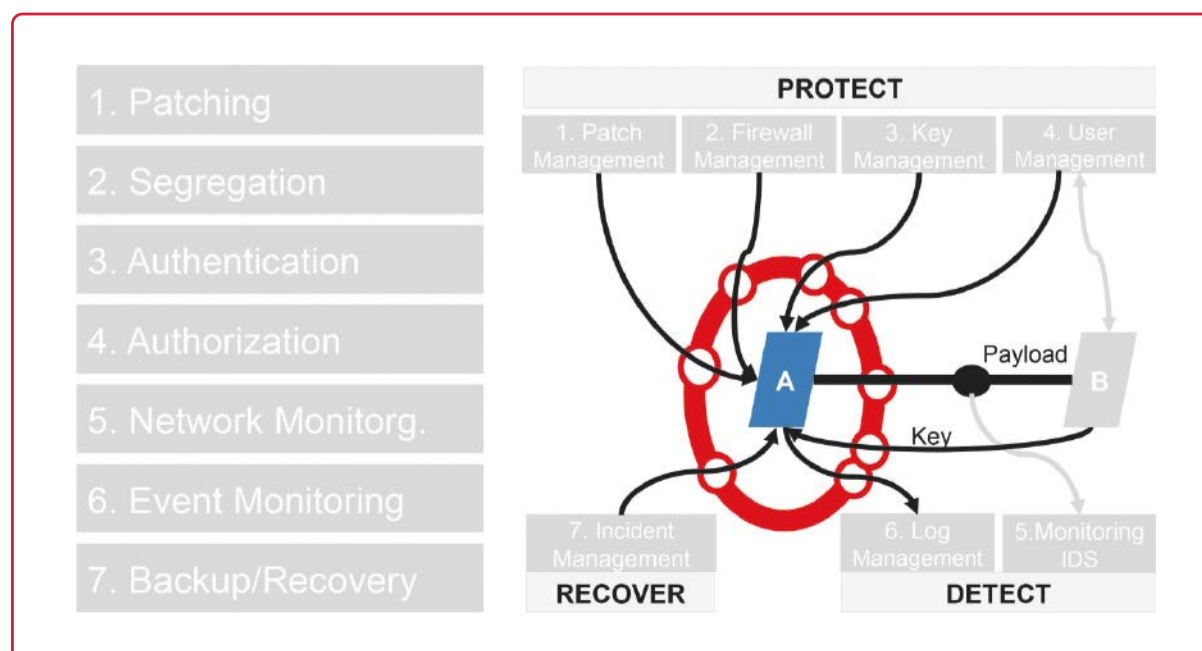 1. Patching
2. Segregation
3. Authentication
4. Authorization
5. Network Monitorg.
6. Event Monitoring
7. Backup/Recovery
PROTECT
1. Patch
Management
2. Firewall
Management
3. Key
Management
4. User
Management
A
Payload
B
Key
7. Incident
Management
RECOVER
6. Log
Management
5.Monitoring
IDS
DETECT